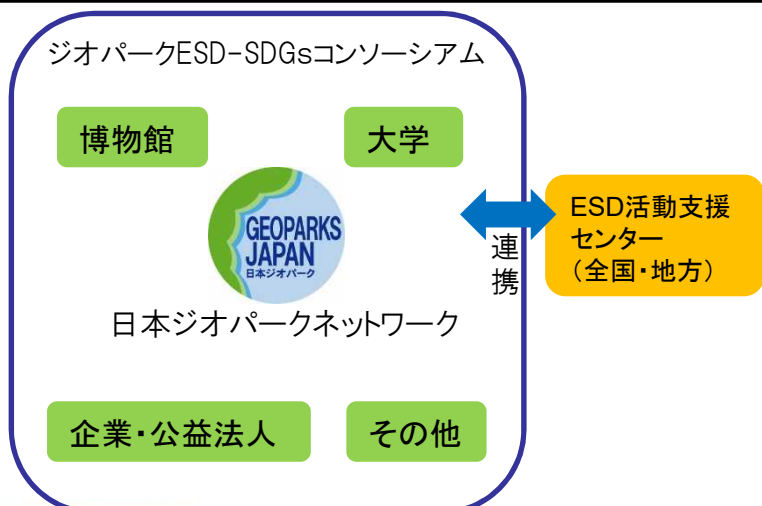 ジオパークESD-SDGsコンソーシアム
博物館
大学
GEOPARKS
JAPAN
日本ジオパーク
日本ジオパークネットワーク
連携
ESD活動支援
センター
（全国・地方）
企業・公益法人
その他